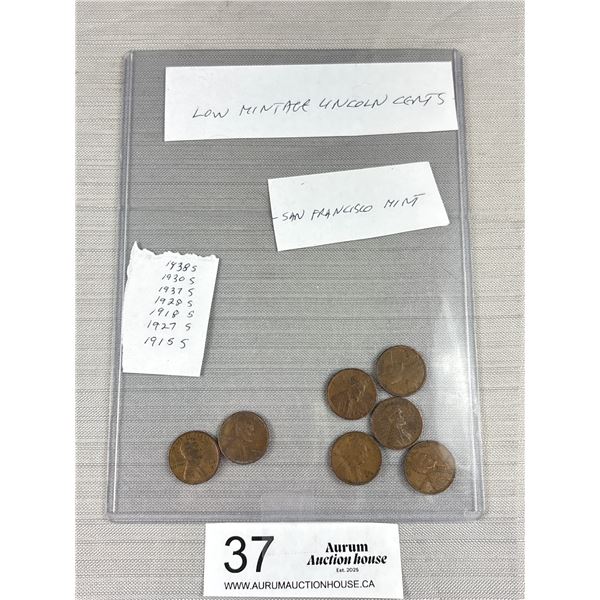 LOW MINTAGE LINCOLN CENTS
- SAN FRANCISCO MINT
1938 S
1930 S
1937 S
1928 S
1918 S
1927 S
1915 S
37
Aurum
Auction house
Est. 2025
WWW.AURUMAUCTIONHOUSE.CA